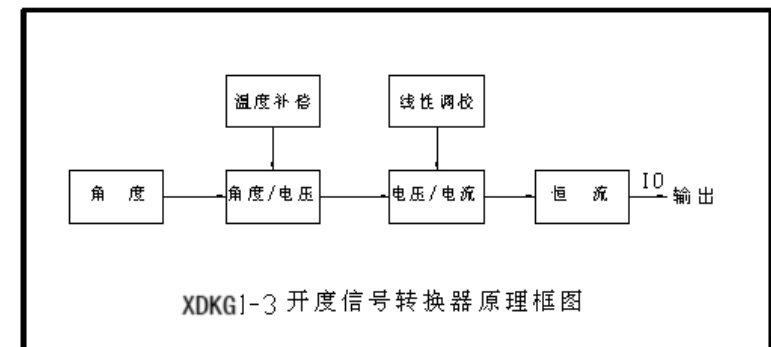 温度补偿 线性调校
角 度 角度/电压 电压/电流 恒 流 IO 输出
XDKG1-3开度信号转换器原理框图